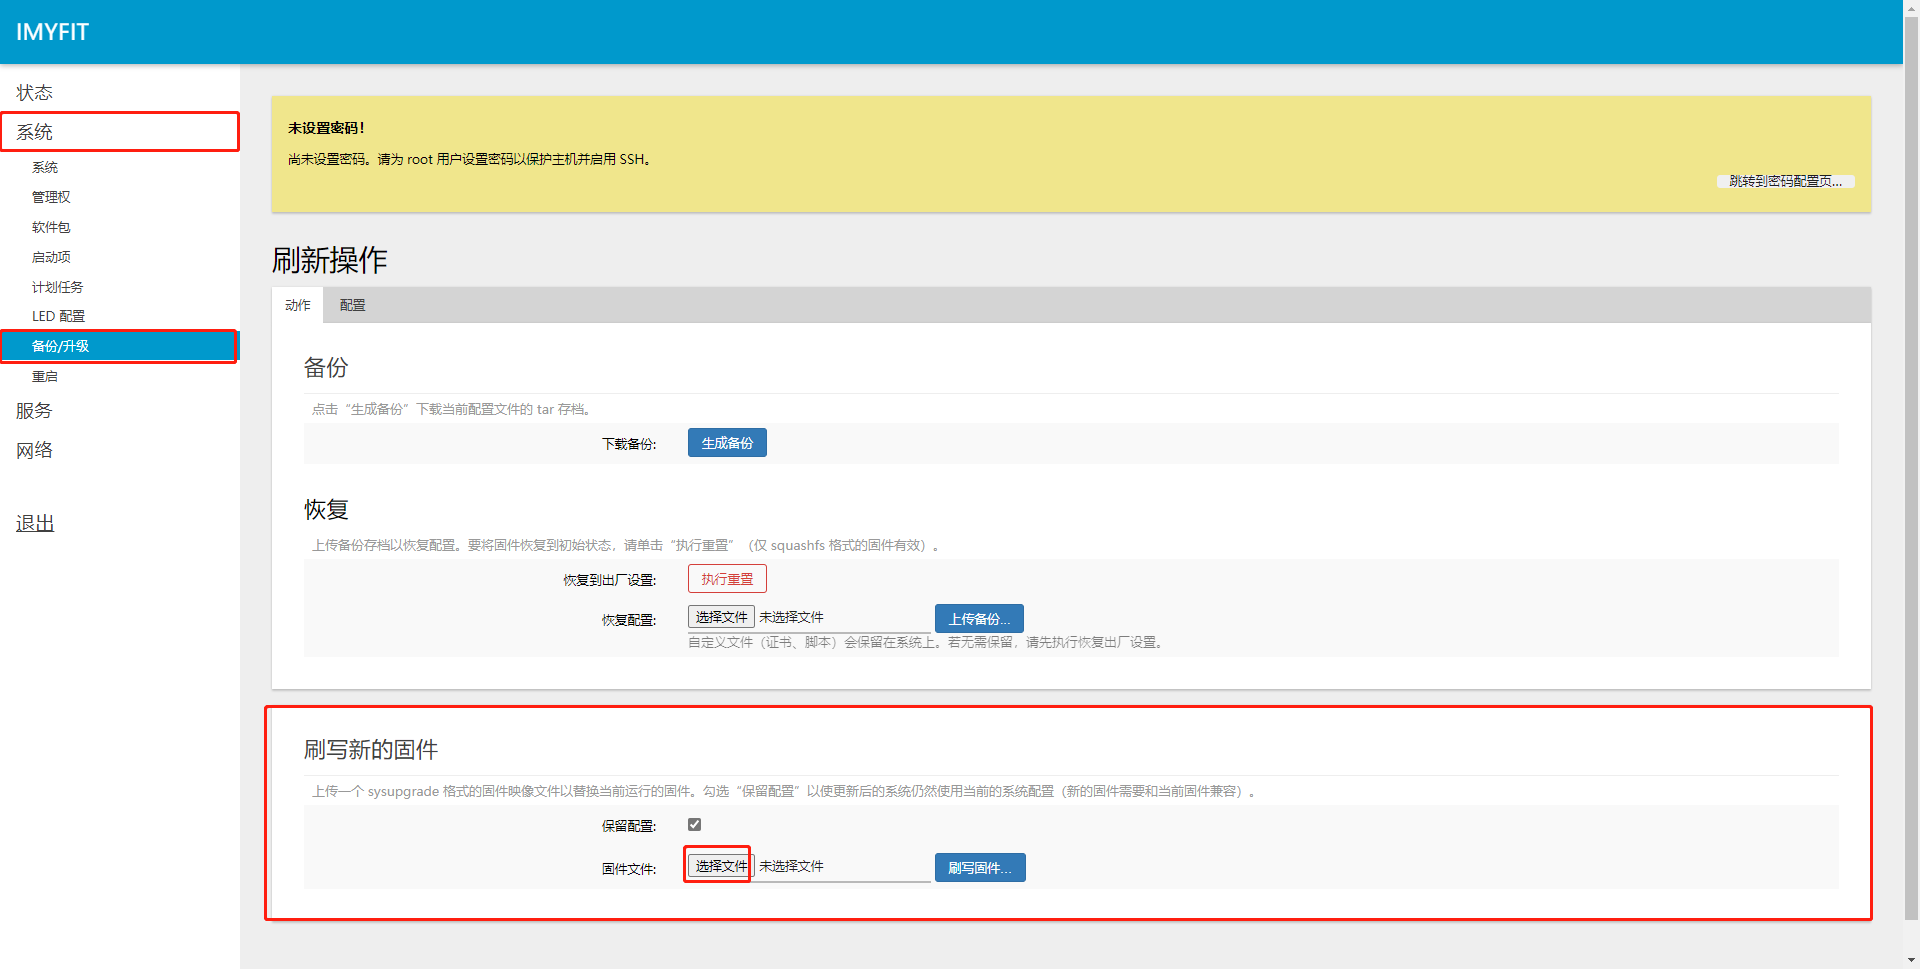 IMYFIT
状态
系统
系统
管理权
软件包
启动项
计划任务
LED 配置
备份/升级
重启
服务
网络
退出
未设置密码！
尚未设置密码。请为 root 用户设置密码以保护主机并启用 SSH。
跳转到密码配置页...
刷新操作
动作 配置
备份
点击“生成备份”下载当前配置文件的 tar 存档。
下载备份: 生成备份
恢复
上传备份存档以恢复配置。要将固件恢复到初始状态，请单击“执行重置”（仅 squashfs 格式的固件有效）。
恢复到出厂设置: 执行重置
恢复配置: 选择文件 未选择文件 上传备份...
自定义文件（证书、脚本）会保留在系统上。若无需保留，请先执行恢复出厂设置。
刷写新的固件
上传一个 sysupgrade 格式的固件映像文件以替换当前运行的固件。勾选“保留配置”以使更新后的系统仍然使用当前的系统配置（新的固件需要和当前固件兼容）。
保留配置:
固件文件: 选择文件 未选择文件 刷写固件...